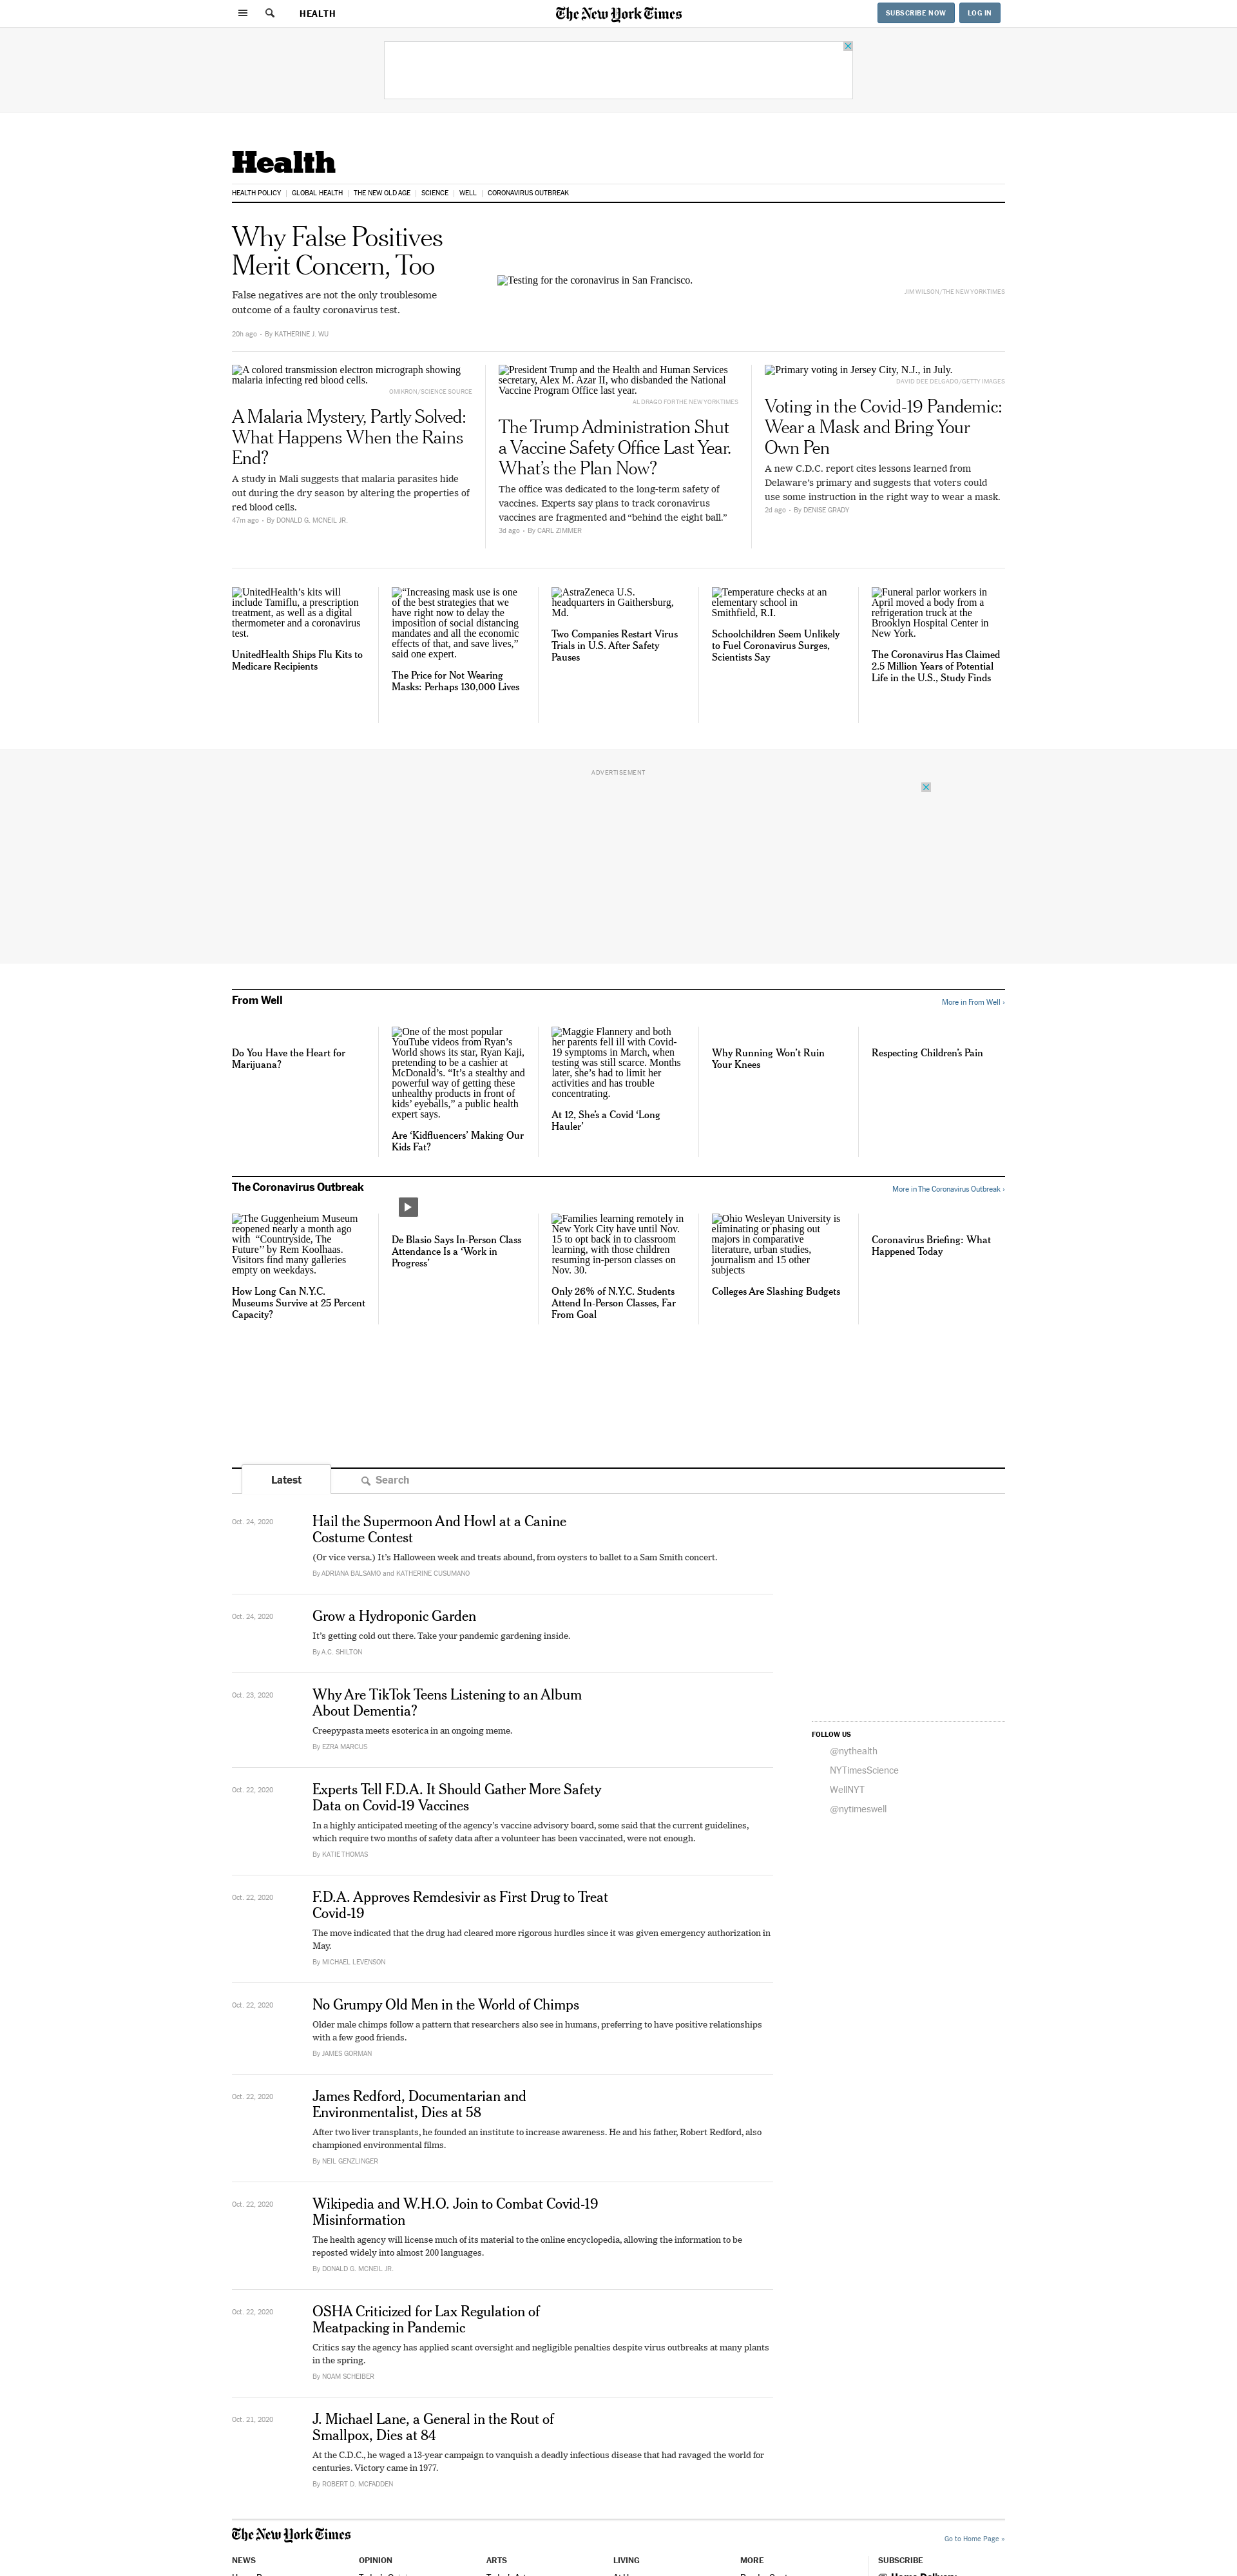 HEALTH
The New York Times
SUBSCRIBE NOW
LOG IN
Health
HEALTH POLICY
GLOBAL HEALTH
THE NEW OLD AGE
SCIENCE
WELL
CORONAVIRUS OUTBREAK
Why False Positives
Merit Concern, Too
False negatives are not the only troublesome
outcome of a faulty coronavirus test.
20h ago - By KATHERINE J. WU
Testing for the coronavirus in San Francisco.
JIM WILSON/THE NEW YORK TIMES
A colored transmission electron micrograph showing
malaria infecting red blood cells.
OMIKRON/SCIENCE SOURCE
A Malaria Mystery, Partly Solved:
What Happens When the Rains
End?
A study in Mali suggests that malaria parasites hide
out during the dry season by altering the properties of
red blood cells.
47m ago - By DONALD G. MCNEIL JR.
President Trump and the Health and Human Services
secretary, Alex M. Azar II, who disbanded the National
Vaccine Program Office last year.
AL DRAGO FOR THE NEW YORK TIMES
The Trump Administration Shut
a Vaccine Safety Office Last Year.
What’s the Plan Now?
The office was dedicated to the long-term safety of
vaccines. Experts say plans to track coronavirus
vaccines are fragmented and “behind the eight ball.”
3d ago - By CARL ZIMMER
Primary voting in Jersey City, N.J., in July.
DAVID DEE DELGADO/GETTY IMAGES
Voting in the Covid-19 Pandemic:
Wear a Mask and Bring Your
Own Pen
A new C.D.C. report cites lessons learned from
Delaware’s primary and suggests that voters could
use some instruction in the right way to wear a mask.
2d ago - By DENISE GRADY
UnitedHealth’s kits will
include Tamiflu, a prescription
treatment, as well as a digital
thermometer and a coronavirus
test.
UnitedHealth Ships Flu Kits to
Medicare Recipients
“Increasing mask use is one
of the best strategies that we
have right now to delay the
imposition of social distancing
mandates and all the economic
effects of that, and save lives,”
said one expert.
The Price for Not Wearing
Masks: Perhaps 130,000 Lives
AstraZeneca U.S.
headquarters in Gaithersburg,
Md.
Two Companies Restart Virus
Trials in U.S. After Safety
Pauses
Temperature checks at an
elementary school in
Smithfield, R.I.
Schoolchildren Seem Unlikely
to Fuel Coronavirus Surges,
Scientists Say
Funeral parlor workers in
April moved a body from a
refrigeration truck at the
Brooklyn Hospital Center in
New York.
The Coronavirus Has Claimed
2.5 Million Years of Potential
Life in the U.S., Study Finds
ADVERTISEMENT
From Well
More in From Well ›
Do You Have the Heart for
Marijuana?
One of the most popular
YouTube videos from Ryan’s
World shows its star, Ryan Kaji,
pretending to be a cashier at
McDonald’s. “It’s a stealthy and
powerful way of getting these
unhealthy products in front of
kids’ eyeballs,” a public health
expert says.
Are ‘Kidfluencers’ Making Our
Kids Fat?
Maggie Flannery and both
her parents fell ill with Covid-
19 symptoms in March, when
testing was still scarce. Months
later, she’s had to limit her
activities and has trouble
concentrating.
At 12, She’s a Covid ‘Long
Hauler’
Why Running Won’t Ruin
Your Knees
Respecting Children’s Pain
The Coronavirus Outbreak
More in The Coronavirus Outbreak ›
The Guggenheim Museum
reopened nearly a month ago
with “Countryside, The
Future’’ by Rem Koolhaas.
Visitors find many galleries
empty on weekdays.
How Long Can N.Y.C.
Museums Survive at 25 Percent
Capacity?
De Blasio Says In-Person Class
Attendance Is a ‘Work in
Progress’
Families learning remotely in
New York City have until Nov.
15 to opt back in to classroom
learning, with those children
resuming in-person classes on
Nov. 30.
Only 26% of N.Y.C. Students
Attend In-Person Classes, Far
From Goal
Ohio Wesleyan University is
eliminating or phasing out
majors in comparative
literature, urban studies,
journalism and 15 other
subjects
Colleges Are Slashing Budgets
Coronavirus Briefing: What
Happened Today
Latest
Search
Oct. 24, 2020
Hail the Supermoon And Howl at a Canine
Costume Contest
(Or vice versa.) It’s Halloween week and treats abound, from oysters to ballet to a Sam Smith concert.
By ADRIANA BALSAMO and KATHERINE CUSUMANO
Oct. 24, 2020
Grow a Hydroponic Garden
It’s getting cold out there. Take your pandemic gardening inside.
By A.C. SHILTON
Oct. 23, 2020
Why Are TikTok Teens Listening to an Album
About Dementia?
Creepypasta meets esoterica in an ongoing meme.
By EZRA MARCUS
Oct. 22, 2020
Experts Tell F.D.A. It Should Gather More Safety
Data on Covid-19 Vaccines
In a highly anticipated meeting of the agency’s vaccine advisory board, some said that the current guidelines,
which require two months of safety data after a volunteer has been vaccinated, were not enough.
By KATIE THOMAS
Oct. 22, 2020
F.D.A. Approves Remdesivir as First Drug to Treat
Covid-19
The move indicated that the drug had cleared more rigorous hurdles since it was given emergency authorization in
May.
By MICHAEL LEVENSON
Oct. 22, 2020
No Grumpy Old Men in the World of Chimps
Older male chimps follow a pattern that researchers also see in humans, preferring to have positive relationships
with a few good friends.
By JAMES GORMAN
Oct. 22, 2020
James Redford, Documentarian and
Environmentalist, Dies at 58
After two liver transplants, he founded an institute to increase awareness. He and his father, Robert Redford, also
championed environmental films.
By NEIL GENZLINGER
Oct. 22, 2020
Wikipedia and W.H.O. Join to Combat Covid-19
Misinformation
The health agency will license much of its material to the online encyclopedia, allowing the information to be
reposted widely into almost 200 languages.
By DONALD G. MCNEIL JR.
Oct. 22, 2020
OSHA Criticized for Lax Regulation of
Meatpacking in Pandemic
Critics say the agency has applied scant oversight and negligible penalties despite virus outbreaks at many plants
in the spring.
By NOAM SCHEIBER
Oct. 21, 2020
J. Michael Lane, a General in the Rout of
Smallpox, Dies at 84
At the C.D.C., he waged a 13-year campaign to vanquish a deadly infectious disease that had ravaged the world for
centuries. Victory came in 1977.
By ROBERT D. MCFADDEN
FOLLOW US
@nythealth
NYTimesScience
WellNYT
@nytimeswell
The New York Times
Go to Home Page »
NEWS
OPINION
ARTS
LIVING
MORE
SUBSCRIBE